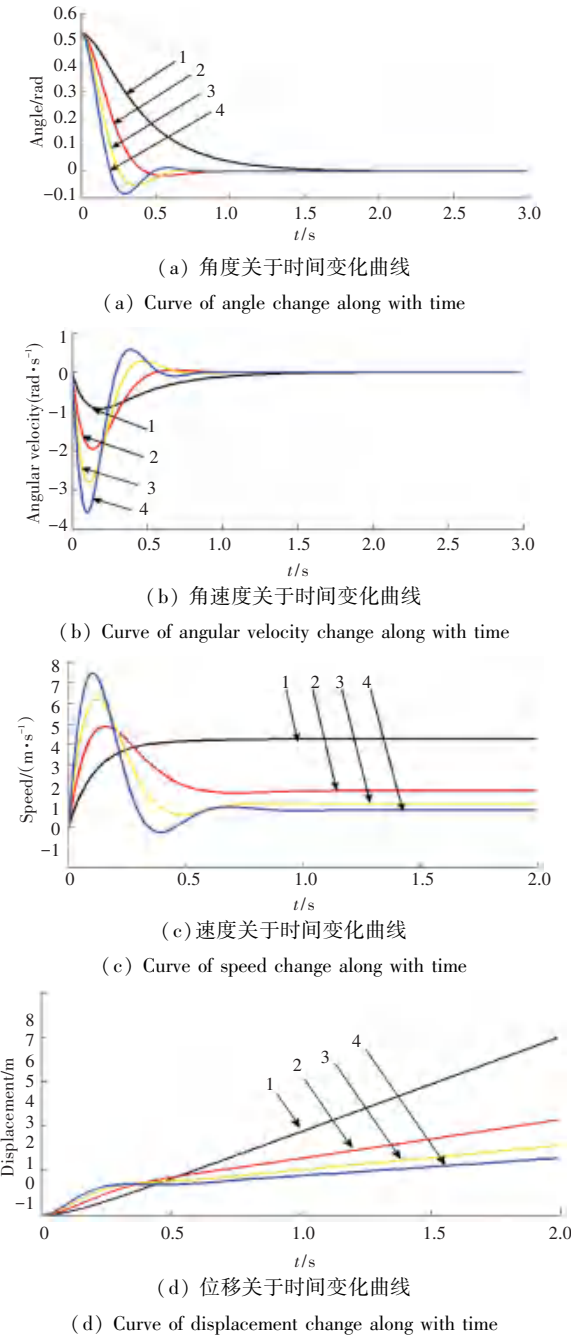 0.6
0.5
0.4
0.3
0.2
0.1
0
−0.1
Angle/rad
1
2
3
4
0 0.5 1.0 1.5 2.0 2.5 3.0
t/s
(a) 角度关于时间变化曲线
(a) Curve of angle change along with time
1
0
−1
−2
−3
−4
Angular velocity(rad·s⁻¹)
1
2
3
4
0 0.5 1.0 1.5 2.0 2.5 3.0
t/s
(b) 角速度关于时间变化曲线
(b) Curve of angular velocity change along with time
8
7
6
5
4
3
2
1
0
−1
Speed/(m·s⁻¹)
1 2 3 4
0 0.5 1.0 1.5 2.0
t/s
(c)速度关于时间变化曲线
(c) Curve of speed change along with time
8
7
6
5
4
3
2
1
0
−1
Displacement/m
1
2
3
4
0 0.5 1.0 1.5 2.0
t/s
(d) 位移关于时间变化曲线
(d) Curve of displacement change along with time